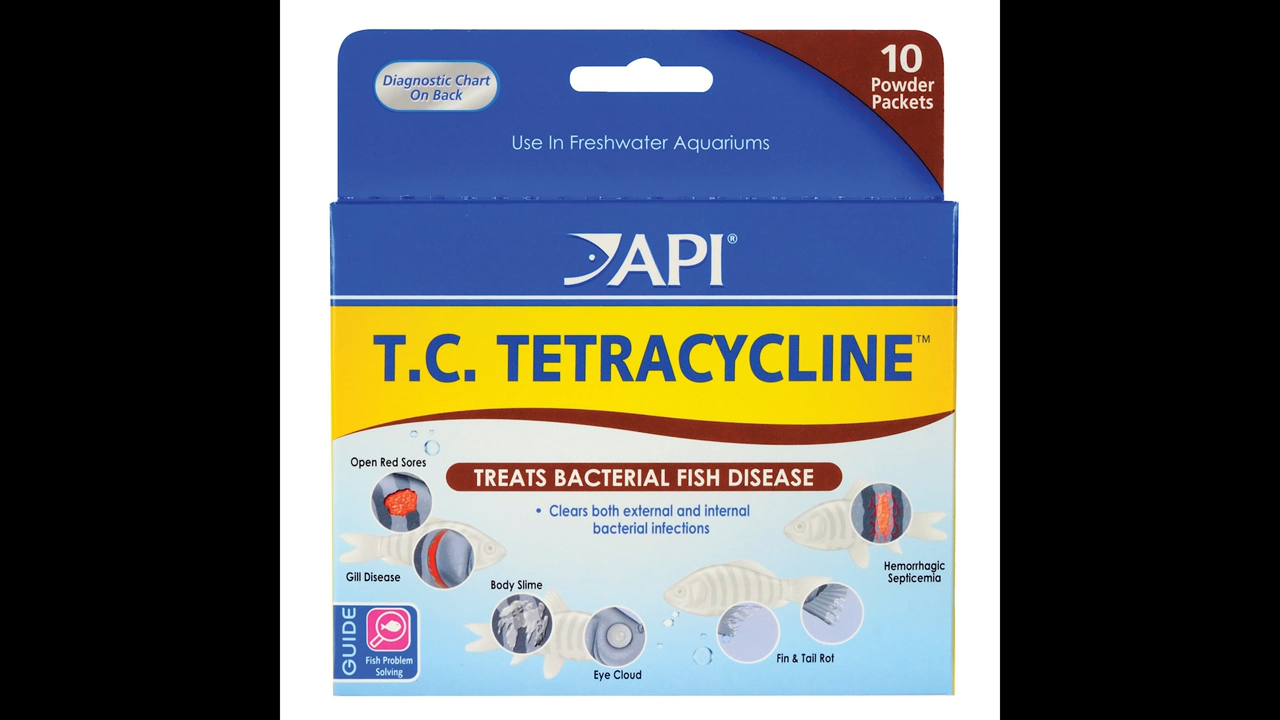 Diagnostic Chart
On Back
10
Powder
Packets
Use In Freshwater Aquariums
API®
T.C. TETRACYCLINE™
Open Red Sores
TREATS BACTERIAL FISH DISEASE
• Clears both external and internal
bacterial infections
Hemorrhagic
Septicemia
Gill Disease
Body Slime
GUIDE
Fish Problem
Solving
Fin & Tail Rot
Eye Cloud